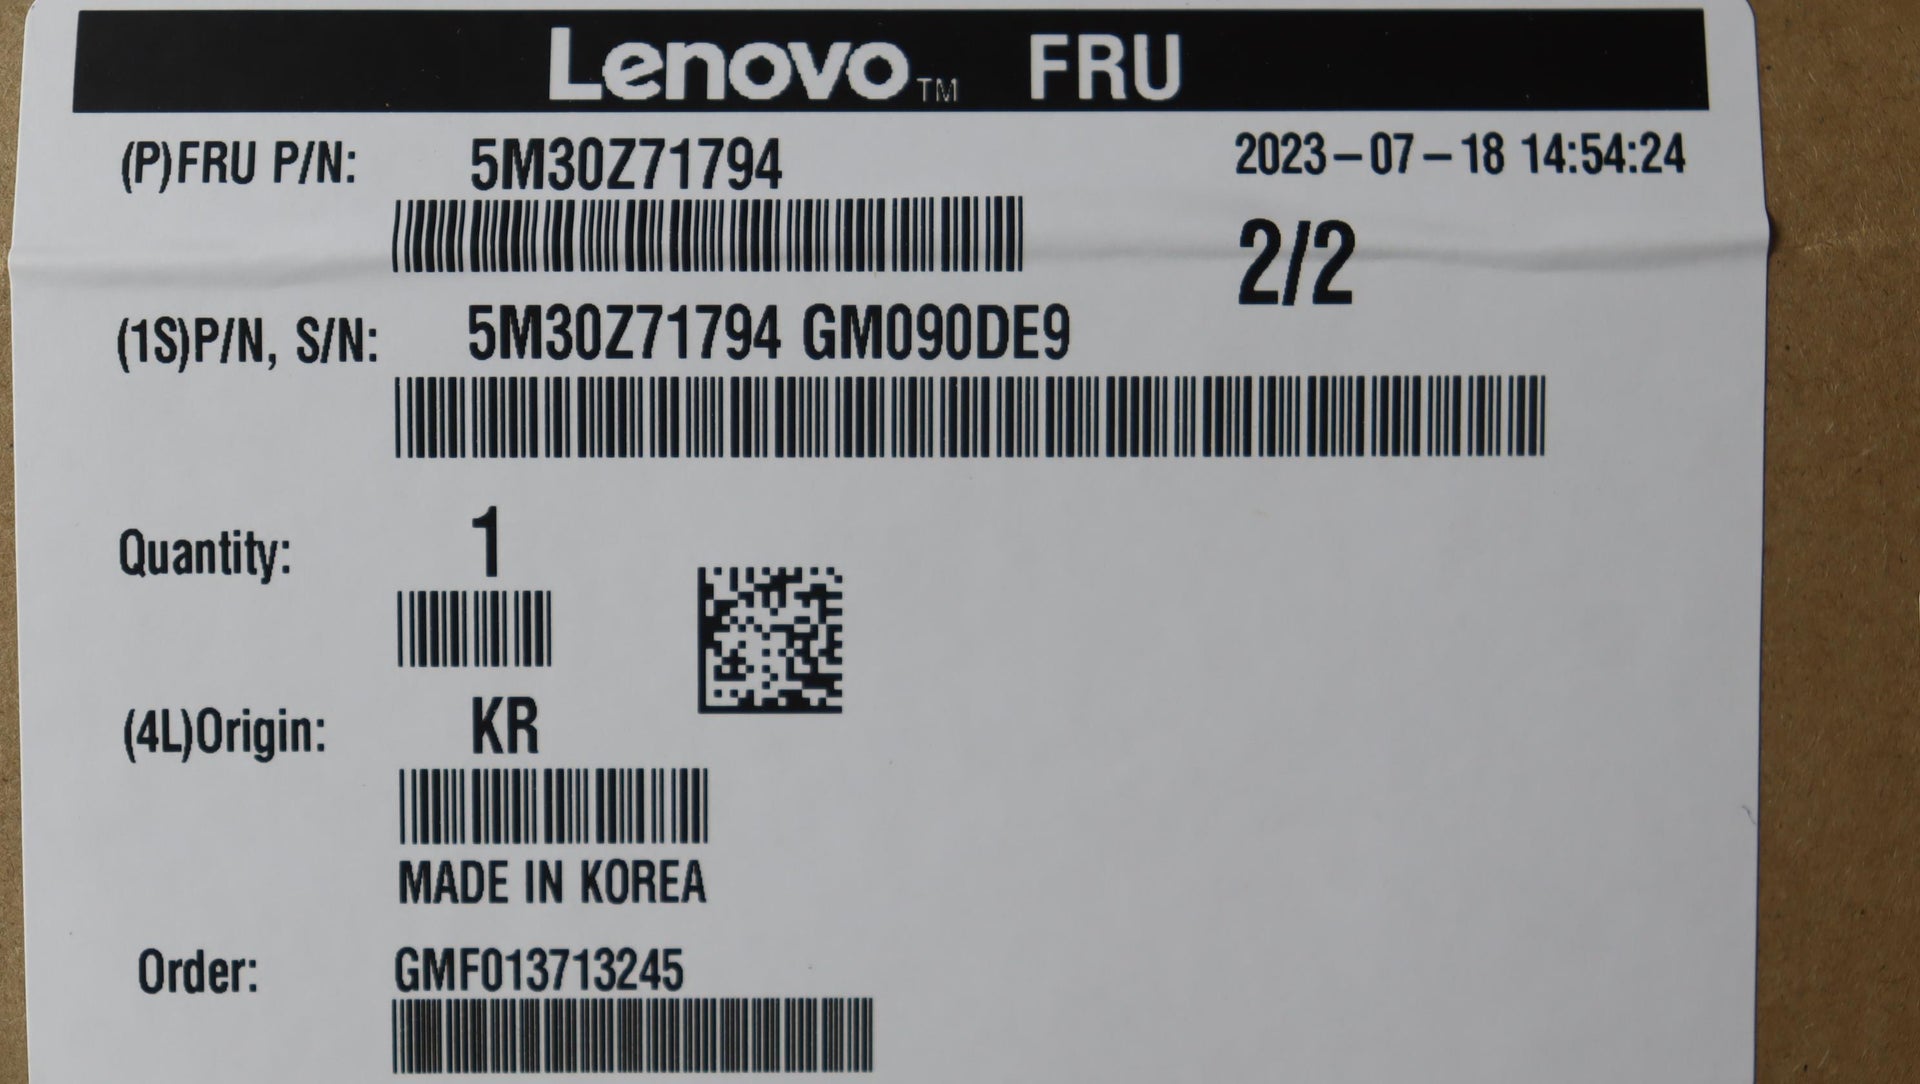 Lenovo™ FRU
(P)FRU P/N: 5M30Z71794 2023-07-18 14:54:24
2/2
(1S)P/N, S/N: 5M30Z71794 GM090DE9
Quantity: 1
(4L)Origin: KR
MADE IN KOREA
Order: GMF013713245